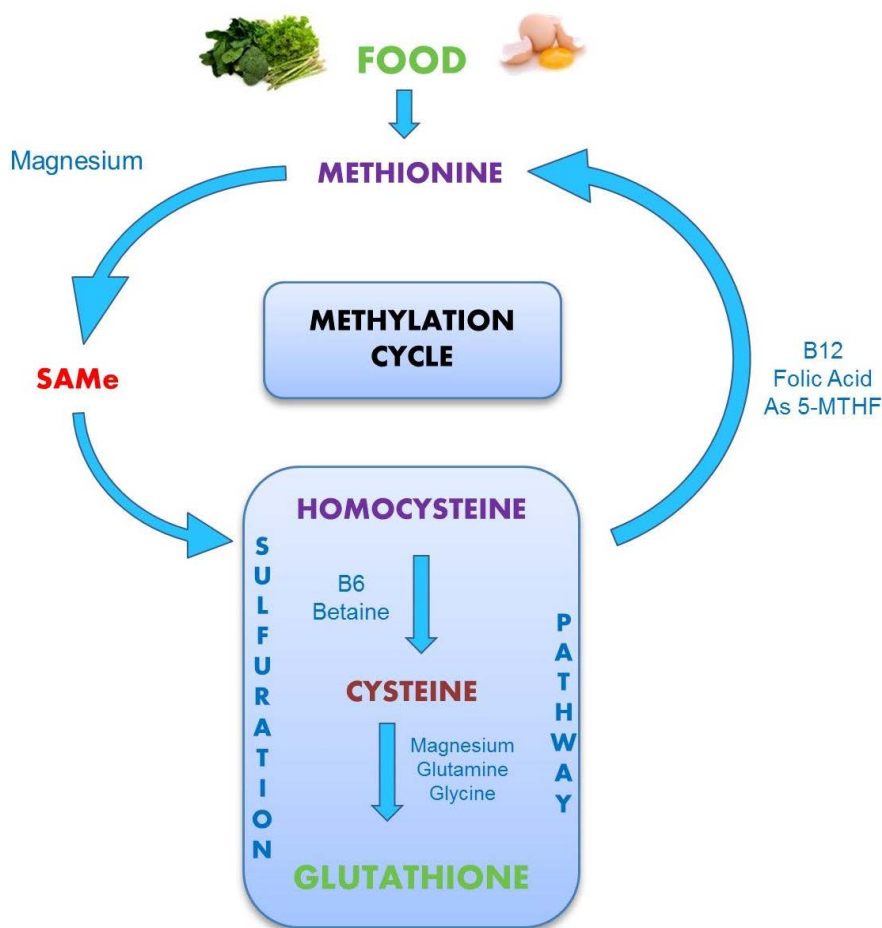 FOOD
Magnesium
METHIONINE
METHYLATION
CYCLE
SAMe
B12
Folic Acid
As 5-MTHF
HOMOCYSTEINE
SULFURATION
B6
Betaine
PATHWAY
CYSTEINE
Magnesium
Glutamine
Glycine
GLUTATHIONE